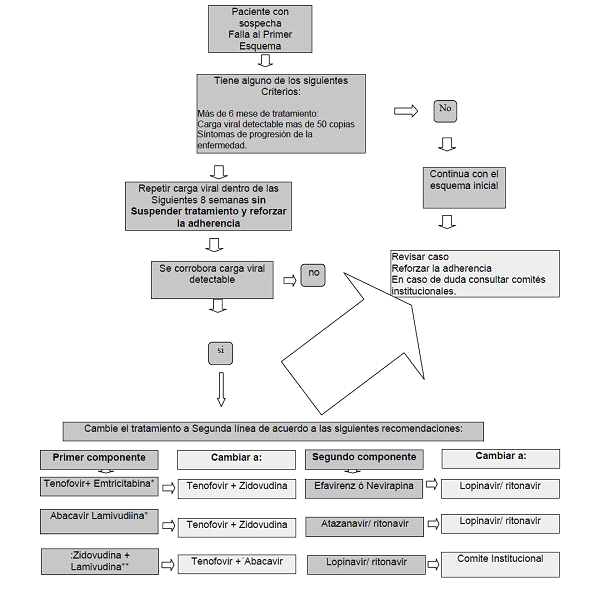 Paciente con
sospecha
Falla al Primer
Esquema
Tiene alguno de los siguientes
Criterios:
Más de 6 mese de tratamiento:
Carga viral detectable mas de 50 copias
Síntomas de progresión de la
enfermedad.
No
Continua con el
esquema inicial
Repetir carga viral dentro de las
Siguientes 8 semanas sin
Suspender tratamiento y reforzar
la adherencia
Revisar caso
Reforzar la adherencia
En caso de duda consultar comités
institucionales.
Se corrobora carga viral
detectable
no
si
Cambie el tratamiento a Segunda línea de acuerdo a las siguientes recomendaciones:
Primer componente
Cambiar a:
Segundo componente
Cambiar a:
Tenofovir+ Emtricitabina*
Tenofovir + Zidovudina
Efavirenz ó Nevirapina
Lopinavir/ ritonavir
Abacavir Lamivudiina*
Tenofovir + Zidovudina
Atazanavir/ ritonavir
Lopinavir/ ritonavir
:Zidovudina +
Lamivudina**
Tenofovir +´Abacavir
Lopinavir/ ritonavir
Comite Institucional